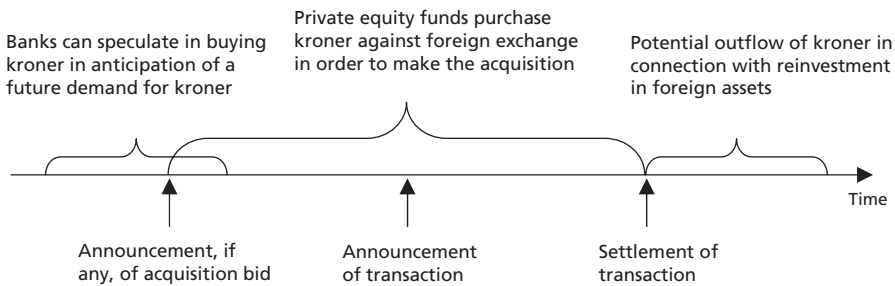 Banks can speculate in buying
kroner in anticipation of a
future demand for kroner
Private equity funds purchase
kroner against foreign exchange
in order to make the acquisition
Potential outflow of kroner in
connection with reinvestment
in foreign assets
Time
Announcement, if
any, of acquisition bid
Announcement
of transaction
Settlement of
transaction